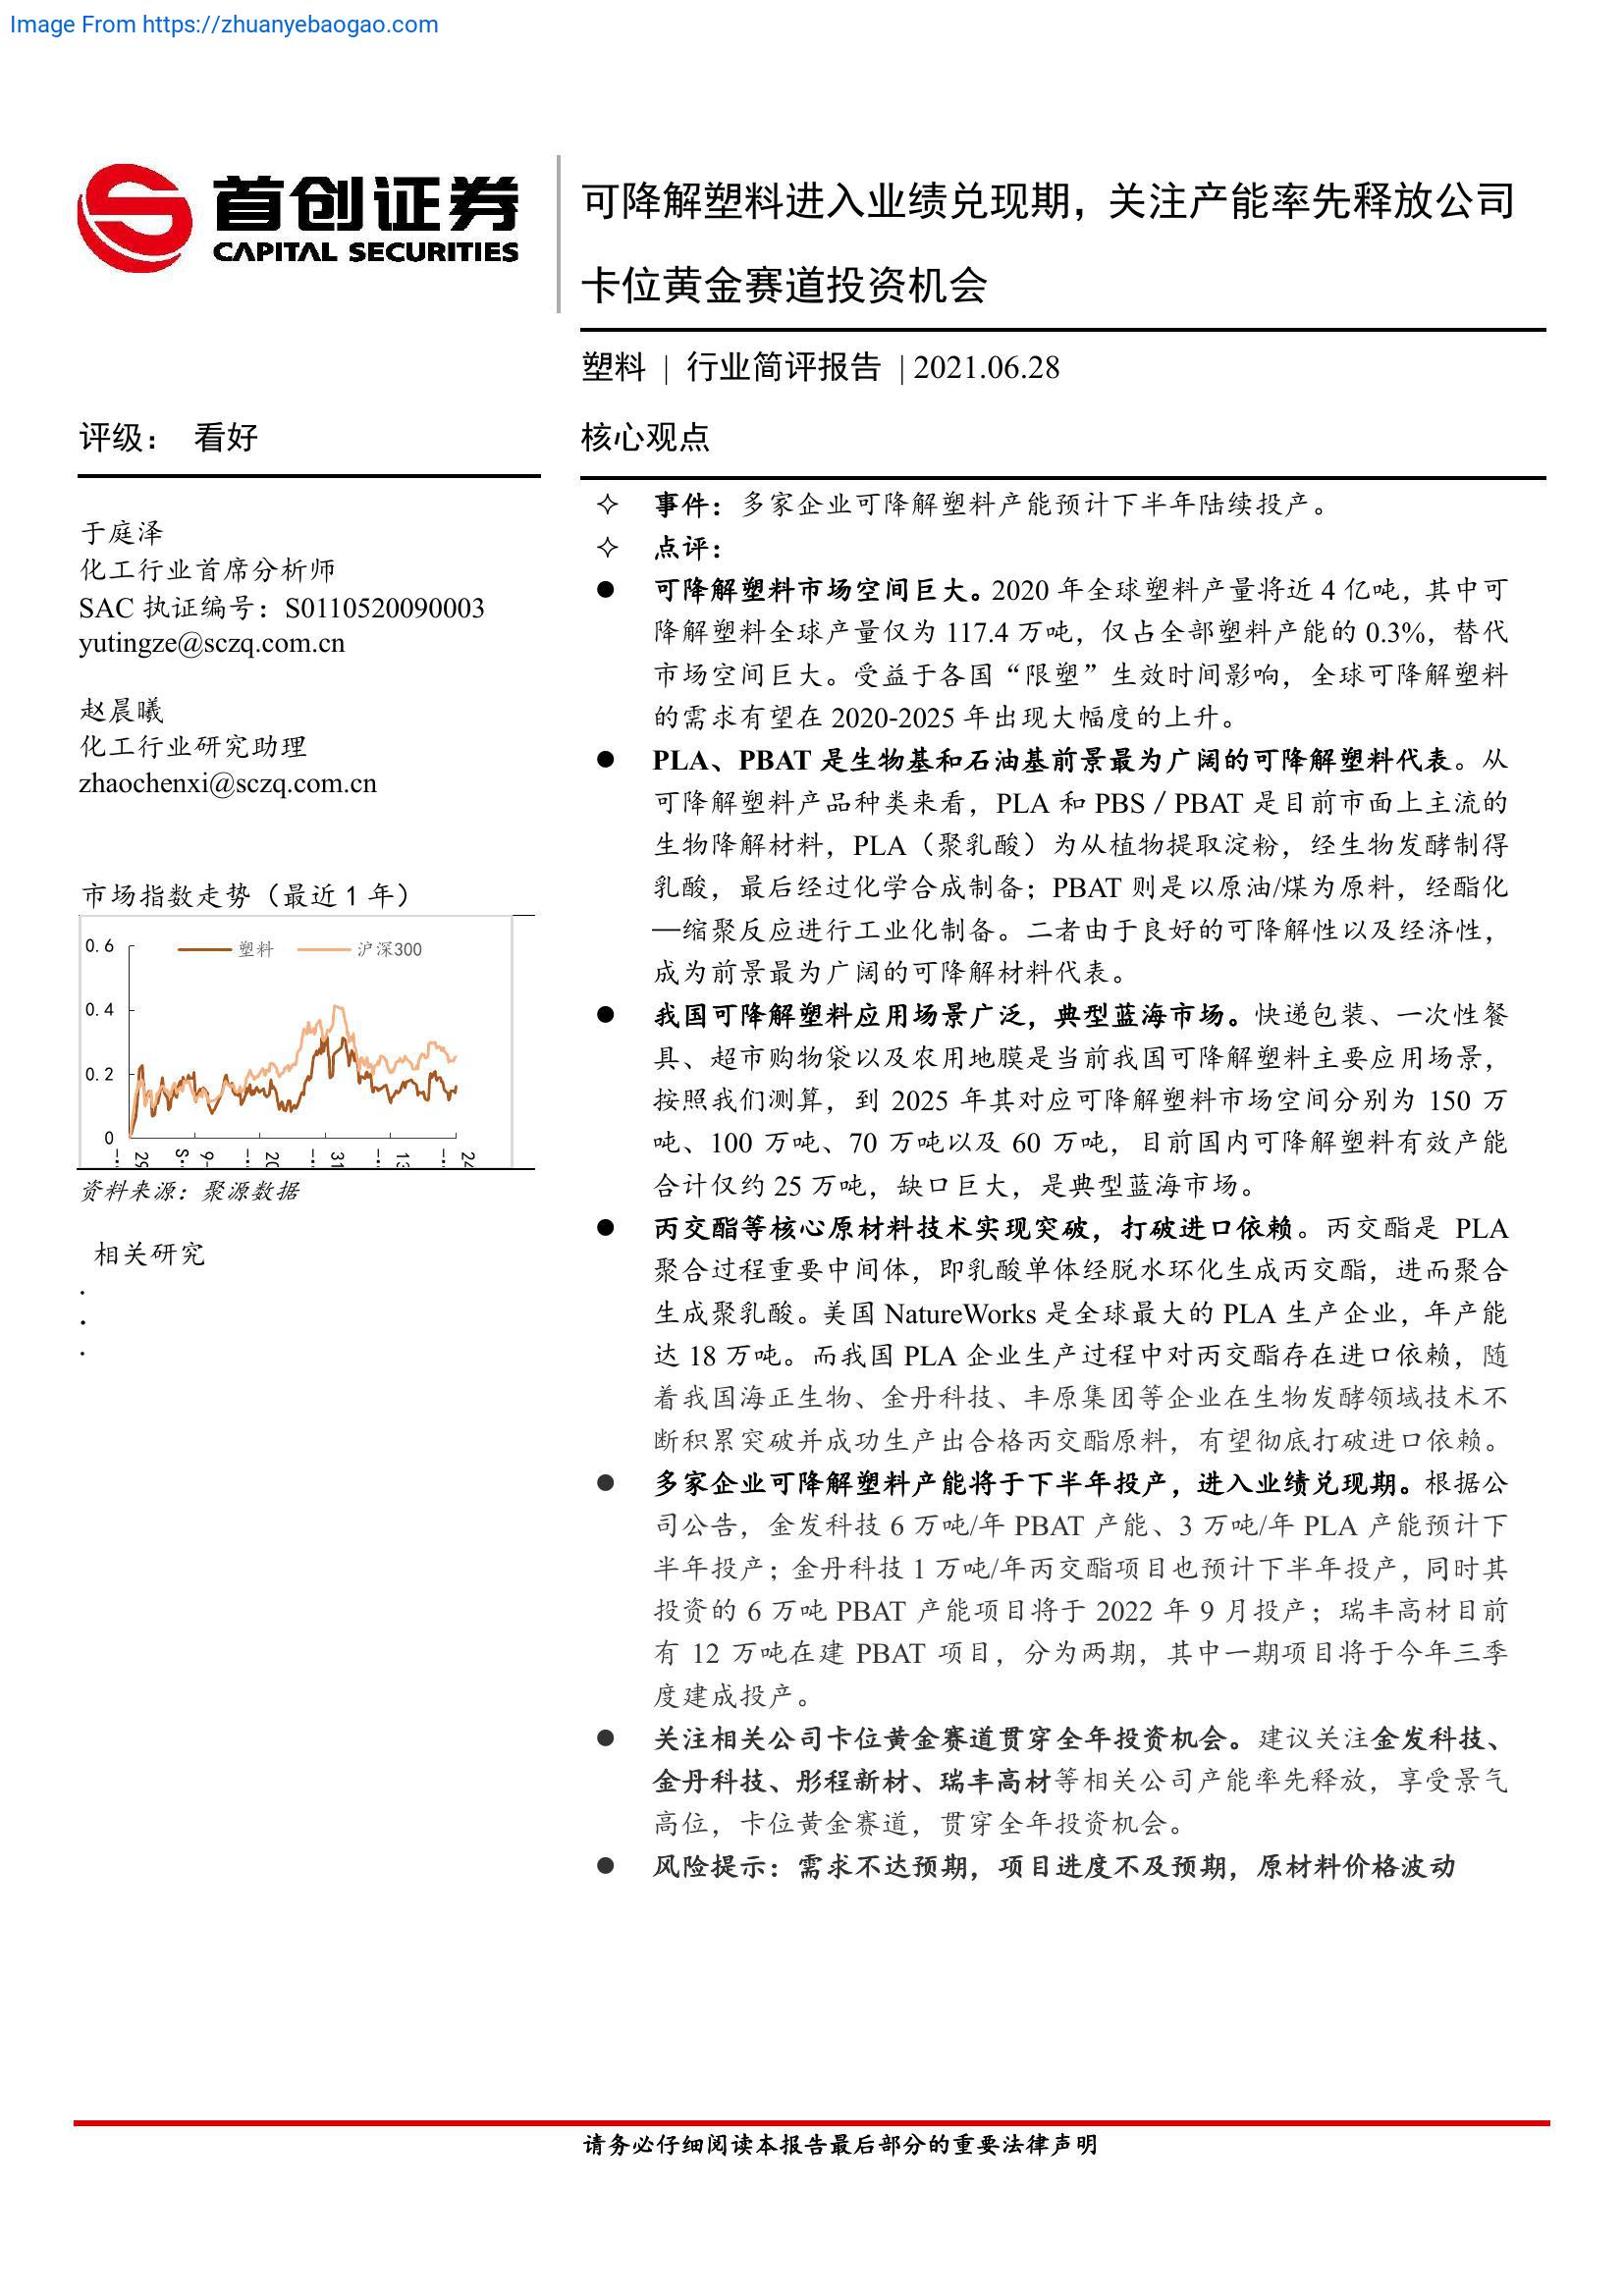 Image From https://zhuanyebaogao.com
首创证券
CAPITAL SECURITIES
可降解塑料进入业绩兑现期，关注产能率先释放公司
卡位黄金赛道投资机会
塑料 | 行业简评报告 | 2021.06.28
评级： 看好
于庭泽
化工行业首席分析师
SAC 执证编号：S0110520090003
yutingze@sczq.com.cn
赵晨曦
化工行业研究助理
zhaochenxi@sczq.com.cn
市场指数走势（最近 1 年）
塑料 沪深300
0.6
0.4
0.2
0
资料来源：聚源数据
相关研究
·
·
·
核心观点
✧ 事件：多家企业可降解塑料产能预计下半年陆续投产。
✧ 点评：
● 可降解塑料市场空间巨大。2020 年全球塑料产量将近 4 亿吨，其中可
降解塑料全球产量仅为 117.4 万吨，仅占全部塑料产能的 0.3%，替代
市场空间巨大。受益于各国“限塑”生效时间影响，全球可降解塑料
的需求有望在 2020-2025 年出现大幅度的上升。
● PLA、PBAT 是生物基和石油基前景最为广阔的可降解塑料代表。从
可降解塑料产品种类来看，PLA 和 PBS / PBAT 是目前市面上主流的
生物降解材料，PLA（聚乳酸）为从植物提取淀粉，经生物发酵制得
乳酸，最后经过化学合成制备；PBAT 则是以原油/煤为原料，经酯化
—缩聚反应进行工业化制备。二者由于良好的可降解性以及经济性，
成为前景最为广阔的可降解材料代表。
● 我国可降解塑料应用场景广泛，典型蓝海市场。快递包装、一次性餐
具、超市购物袋以及农用地膜是当前我国可降解塑料主要应用场景，
按照我们测算，到 2025 年其对应可降解塑料市场空间分别为 150 万
吨、100 万吨、70 万吨以及 60 万吨，目前国内可降解塑料有效产能
合计仅约 25 万吨，缺口巨大，是典型蓝海市场。
● 丙交酯等核心原材料技术实现突破，打破进口依赖。丙交酯是 PLA
聚合过程重要中间体，即乳酸单体经脱水环化生成丙交酯，进而聚合
生成聚乳酸。美国 NatureWorks 是全球最大的 PLA 生产企业，年产能
达 18 万吨。而我国 PLA 企业生产过程中对丙交酯存在进口依赖，随
着我国海正生物、金丹科技、丰原集团等企业在生物发酵领域技术不
断积累突破并成功生产出合格丙交酯原料，有望彻底打破进口依赖。
● 多家企业可降解塑料产能将于下半年投产，进入业绩兑现期。根据公
司公告，金发科技 6 万吨/年 PBAT 产能、3 万吨/年 PLA 产能预计下
半年投产；金丹科技 1 万吨/年丙交酯项目也预计下半年投产，同时其
投资的 6 万吨 PBAT 产能项目将于 2022 年 9 月投产；瑞丰高材目前
有 12 万吨在建 PBAT 项目，分为两期，其中一期项目将于今年三季
度建成投产。
● 关注相关公司卡位黄金赛道贯穿全年投资机会。建议关注金发科技、
金丹科技、彤程新材、瑞丰高材等相关公司产能率先释放，享受景气
高位，卡位黄金赛道，贯穿全年投资机会。
● 风险提示：需求不达预期，项目进度不及预期，原材料价格波动
请务必仔细阅读本报告最后部分的重要法律声明